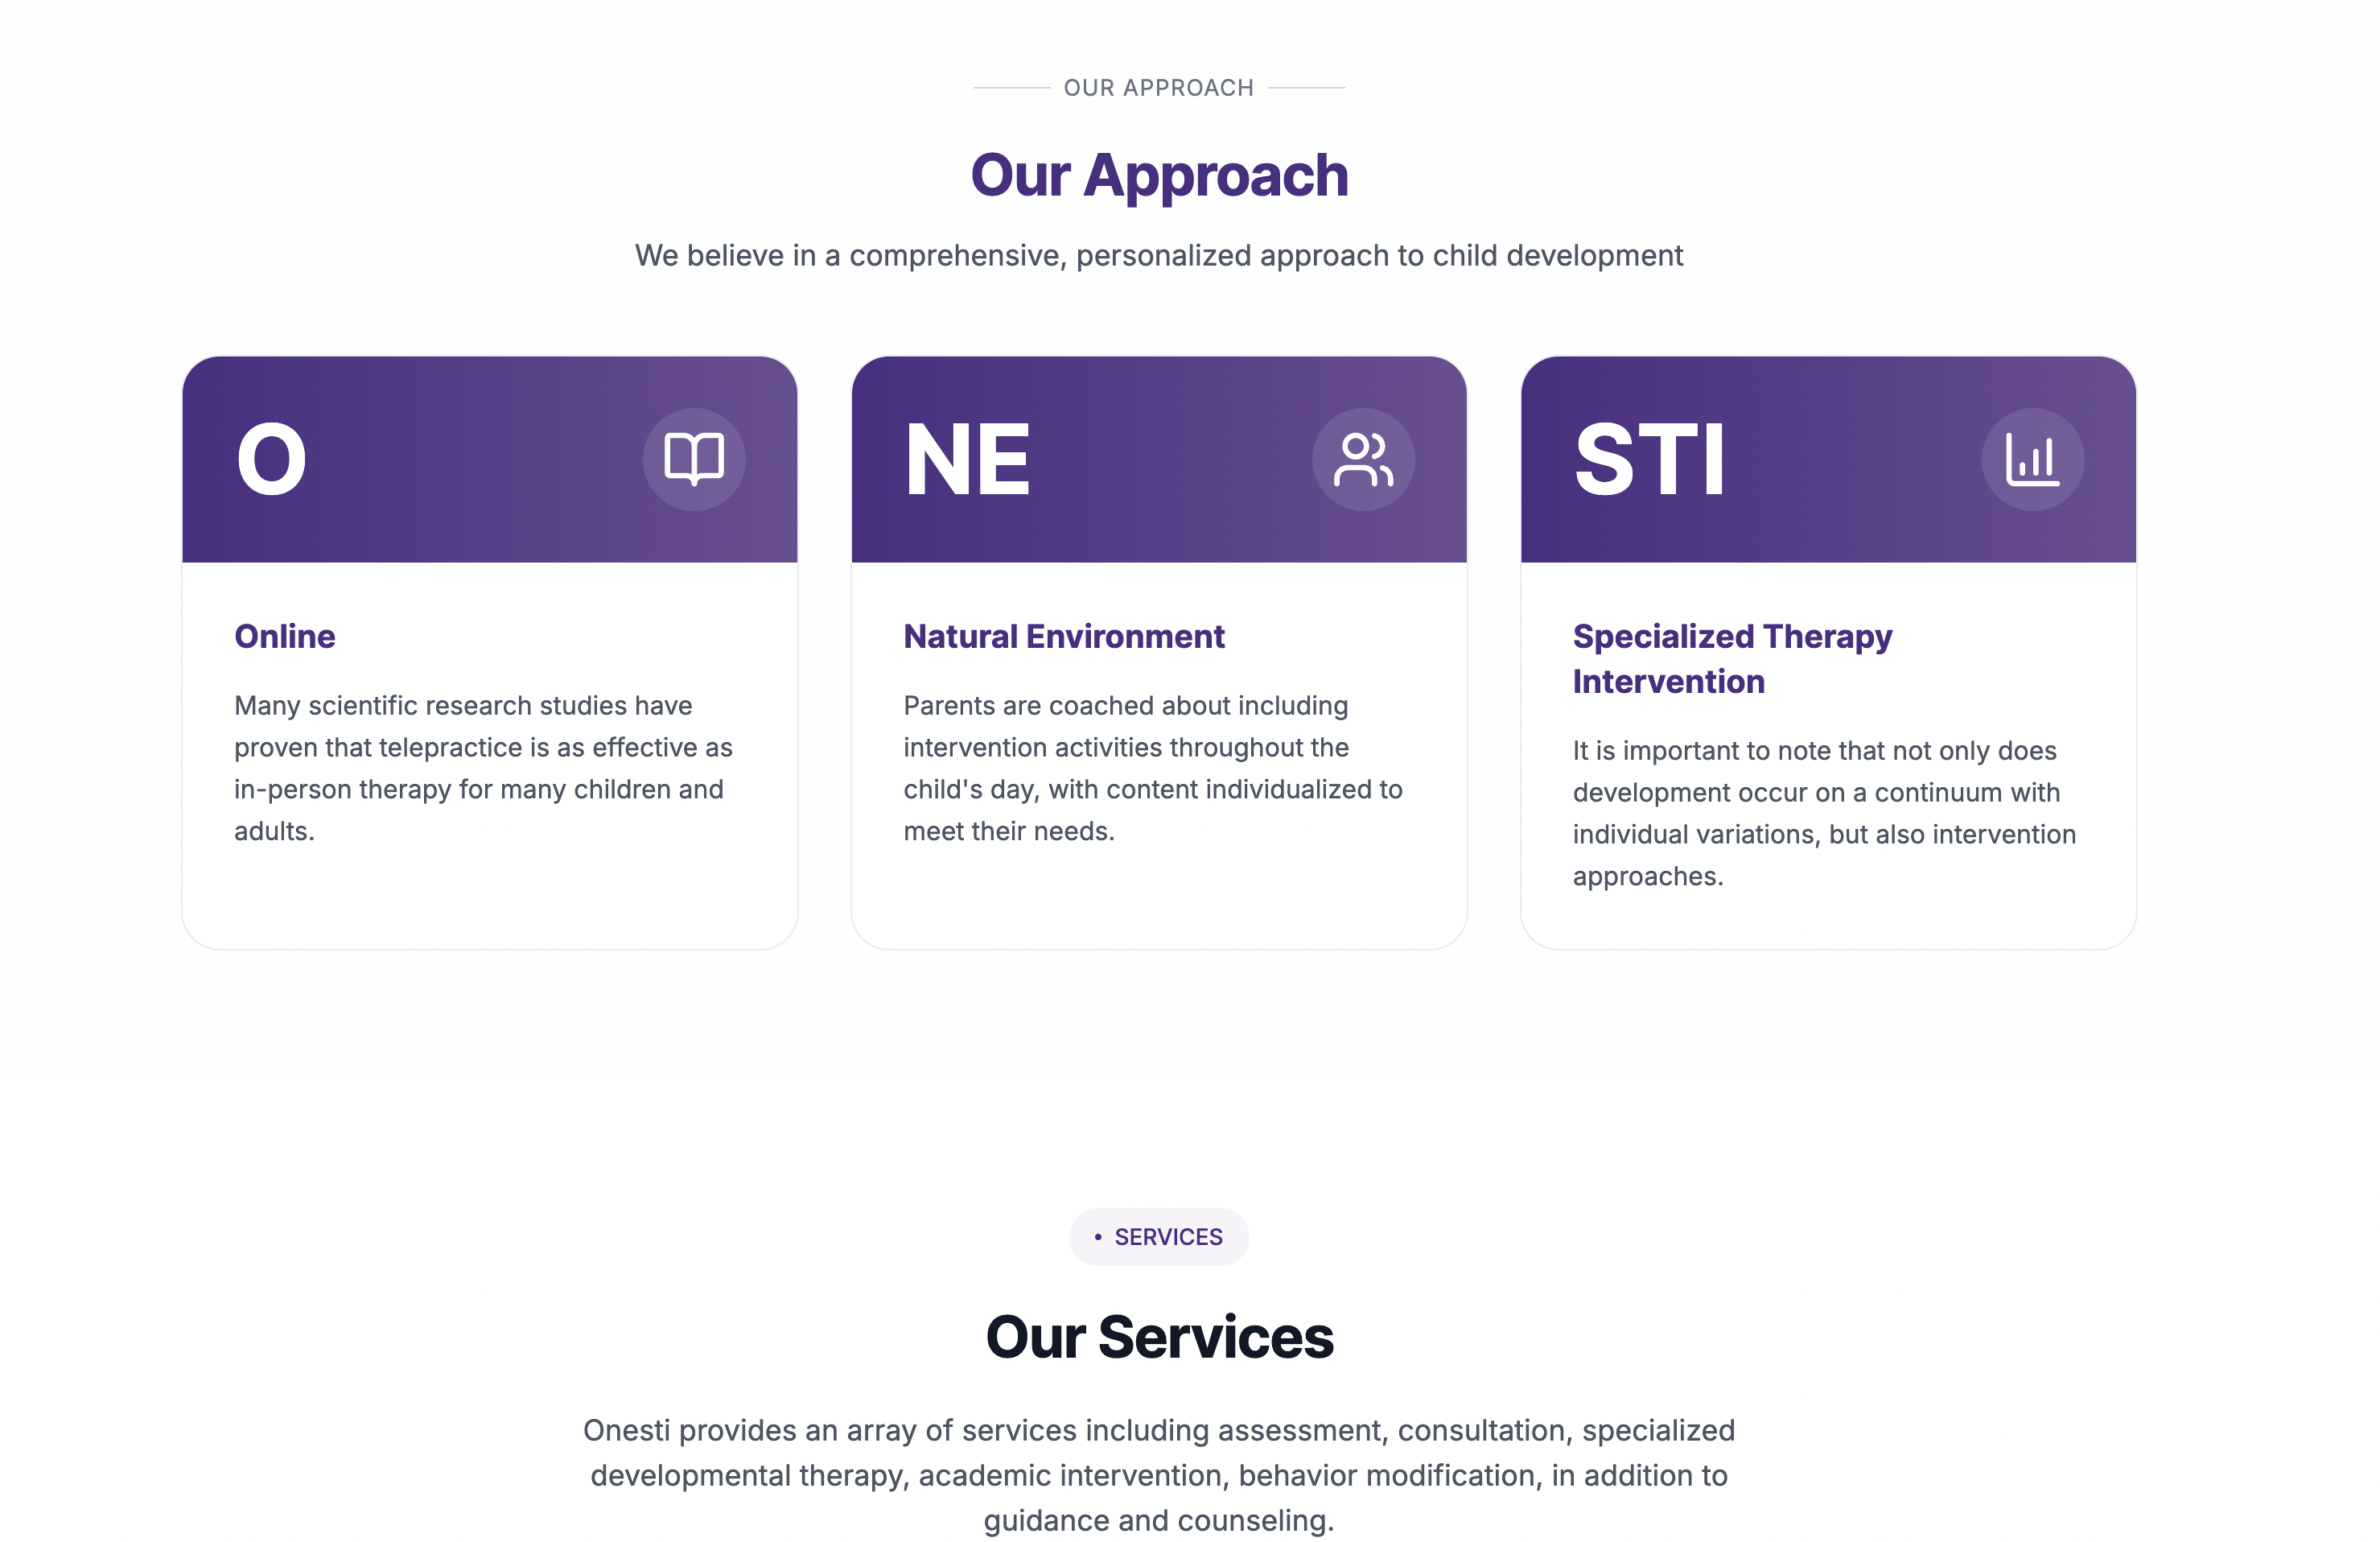 OUR APPROACH
Our Approach
We believe in a comprehensive, personalized approach to child development
O
Online
Many scientific research studies have
proven that telepractice is as effective as
in-person therapy for many children and
adults.
NE
Natural Environment
Parents are coached about including
intervention activities throughout the
child's day, with content individualized to
meet their needs.
STI
Specialized Therapy
Intervention
It is important to note that not only does
development occur on a continuum with
individual variations, but also intervention
approaches.
• SERVICES
Our Services
Onesti provides an array of services including assessment, consultation, specialized
developmental therapy, academic intervention, behavior modification, in addition to
guidance and counseling.